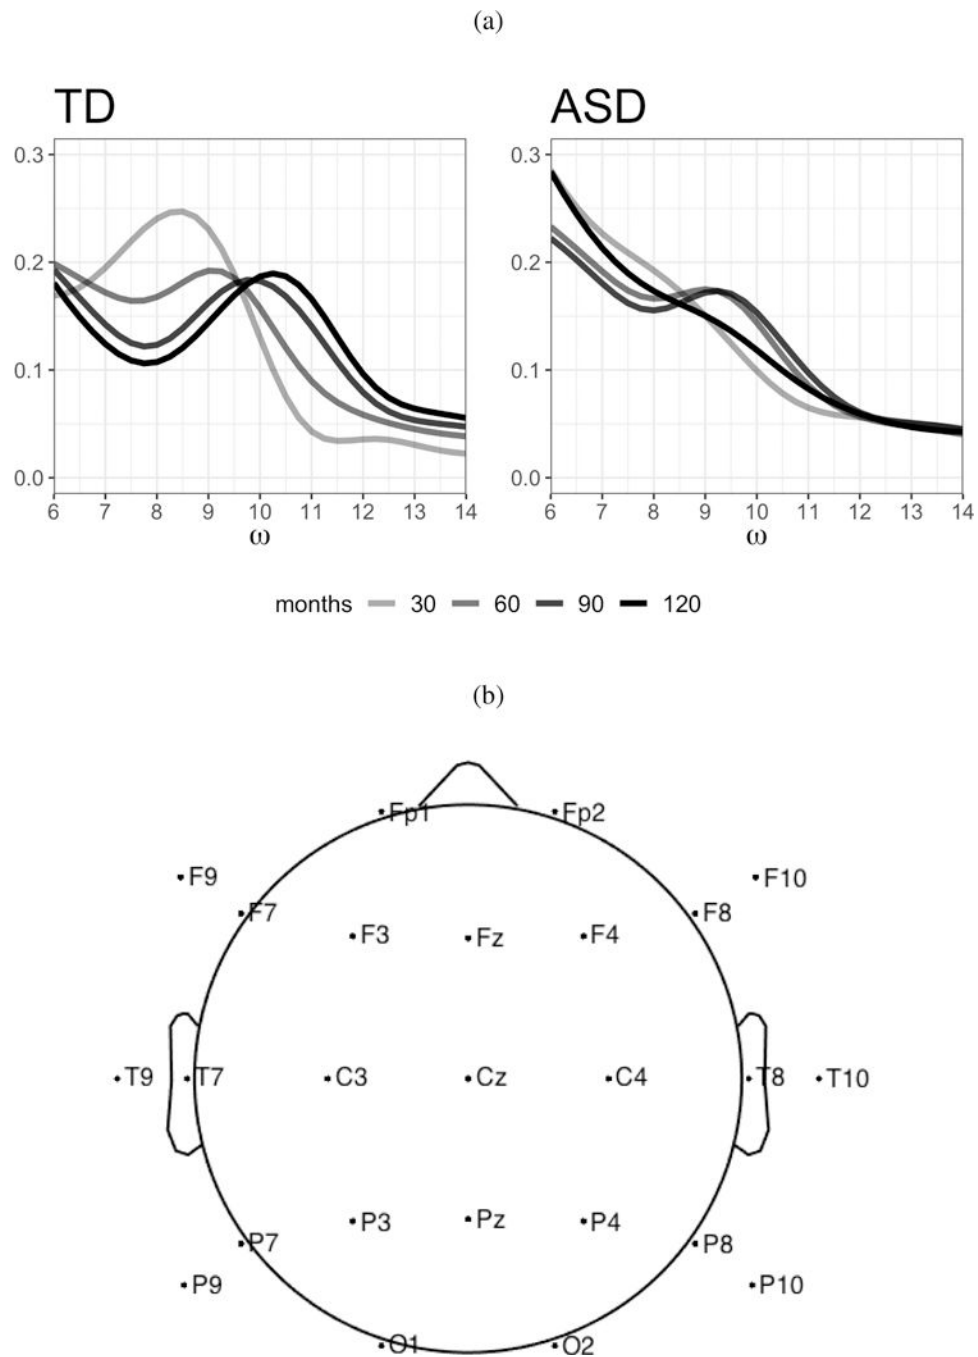 (a)
TD ASD
0.3 0.3
0.2 0.2
0.1 0.1
0.0 0.0
6 7 8 9 10 11 12 13 14 6 7 8 9 10 11 12 13 14
ω ω
months 30 60 90 120
(b)
Fp1 Fp2
F9 F10
F7 F8
F3 Fz F4
T9 T7 C3 Cz C4 T8 T10
P3 Pz P4
P7 P8
P9 P10
O1 O2